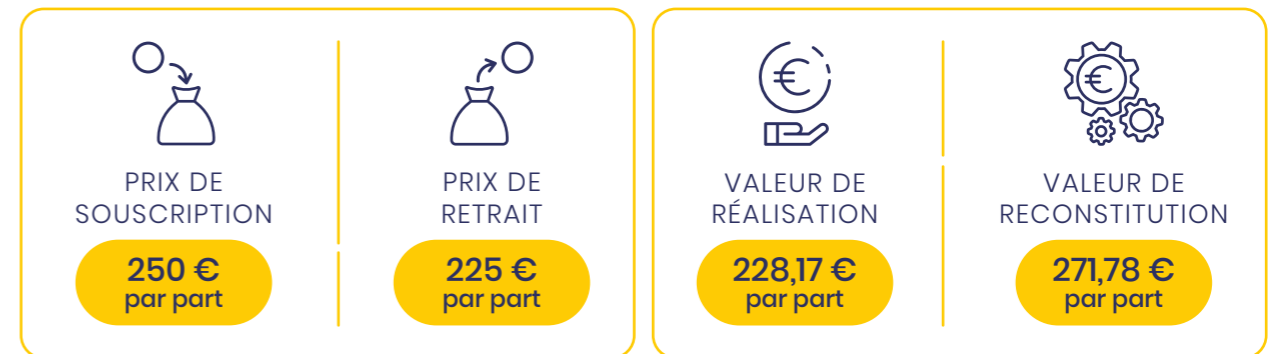 PRIX DE
SOUSCRIPTION
250 €
par part
PRIX DE
RETRAIT
225 €
par part
VALEUR DE
RÉALISATION
228,17 €
par part
VALEUR DE
RECONSTITUTION
271,78 €
par part